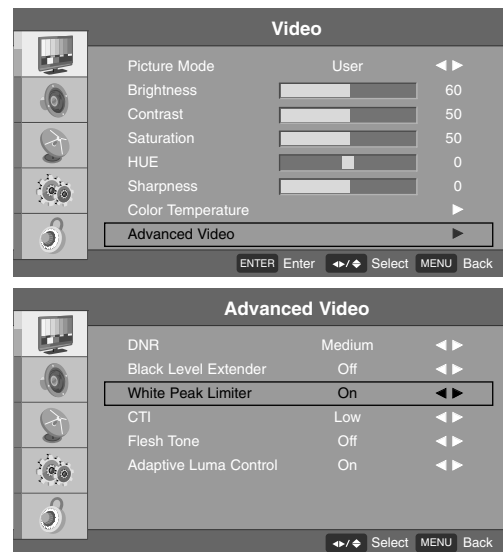 Video
Picture Mode User ◀ ▶
Brightness 60
Contrast 50
Saturation 50
HUE 0
Sharpness 0
Color Temperature ▶
Advanced Video ▶
ENTER Enter ◂▸/⬘ Select MENU Back
Advanced Video
DNR Medium ◀ ▶
Black Level Extender Off ◀ ▶
White Peak Limiter On ◀ ▶
CTI Low ◀ ▶
Flesh Tone Off ◀ ▶
Adaptive Luma Control On ◀ ▶
◂▸/⬘ Select MENU Back